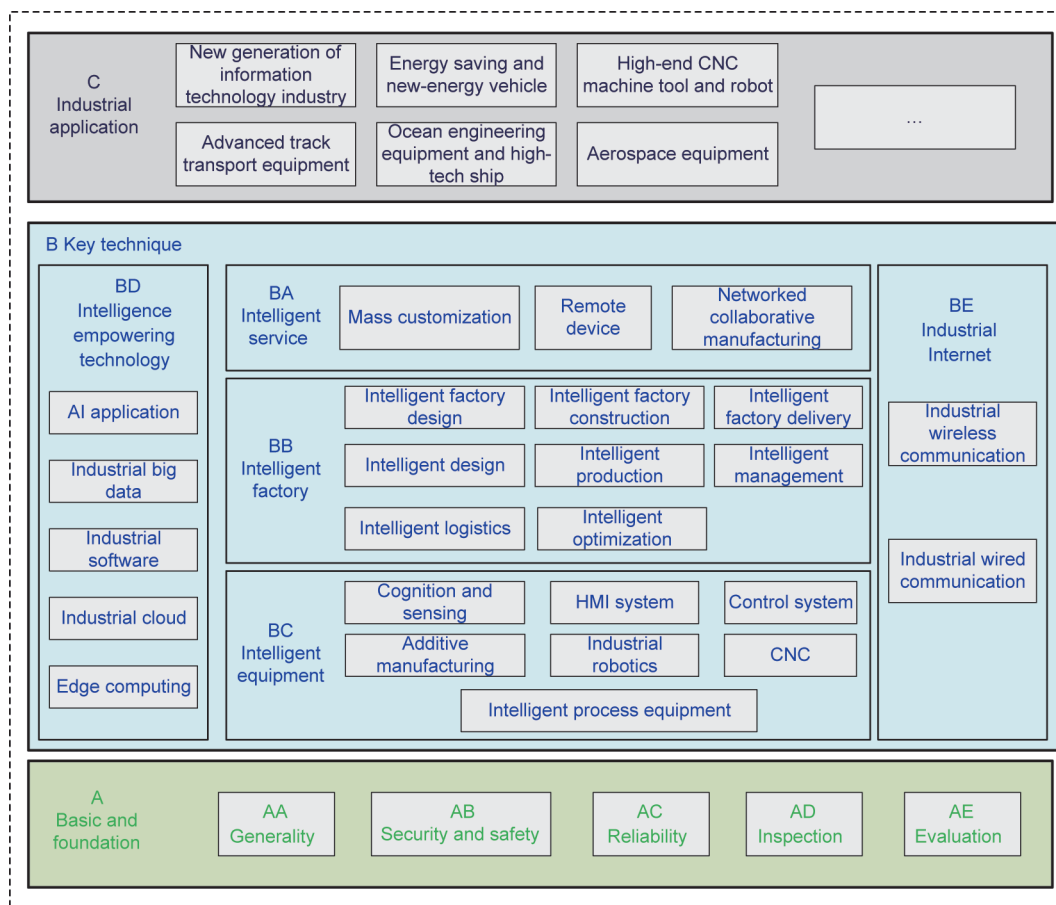 C
Industrial
application
New generation of
information
technology industry
Energy saving and
new-energy vehicle
High-end CNC
machine tool and robot
Advanced track
transport equipment
Ocean engineering
equipment and high-
tech ship
Aerospace equipment
...
B Key technique
BD
Intelligence
empowering
technology
AI application
Industrial big
data
Industrial
software
Industrial cloud
Edge computing
BA
Intelligent
service
Mass customization
Remote
device
Networked
collaborative
manufacturing
BB
Intelligent
factory
Intelligent factory
design
Intelligent factory
construction
Intelligent
factory delivery
Intelligent design
Intelligent
production
Intelligent
management
Intelligent logistics
Intelligent
optimization
BC
Intelligent
equipment
Cognition and
sensing
HMI system
Control system
Additive
manufacturing
Industrial
robotics
CNC
Intelligent process equipment
BE
Industrial
Internet
Industrial
wireless
communication
Industrial wired
communication
A
Basic and
foundation
AA
Generality
AB
Security and safety
AC
Reliability
AD
Inspection
AE
Evaluation